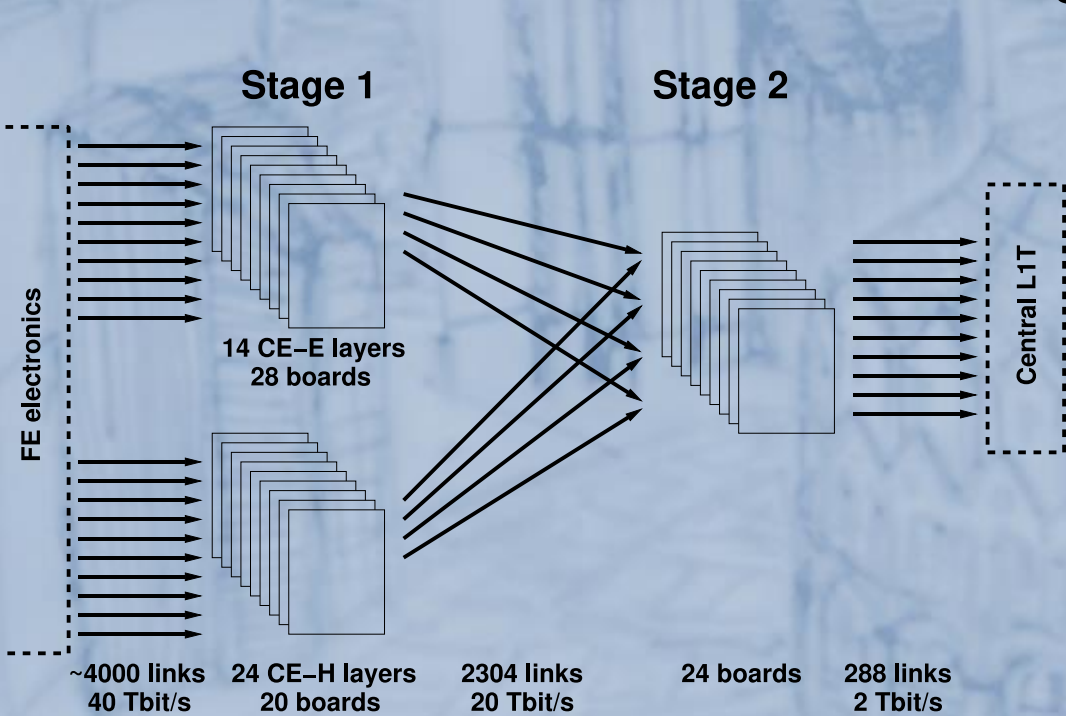 Stage 1
Stage 2
FE electronics
14 CE−E layers
28 boards
Central L1T
~4000 links
40 Tbit/s
24 CE−H layers
20 boards
2304 links
20 Tbit/s
24 boards
288 links
2 Tbit/s